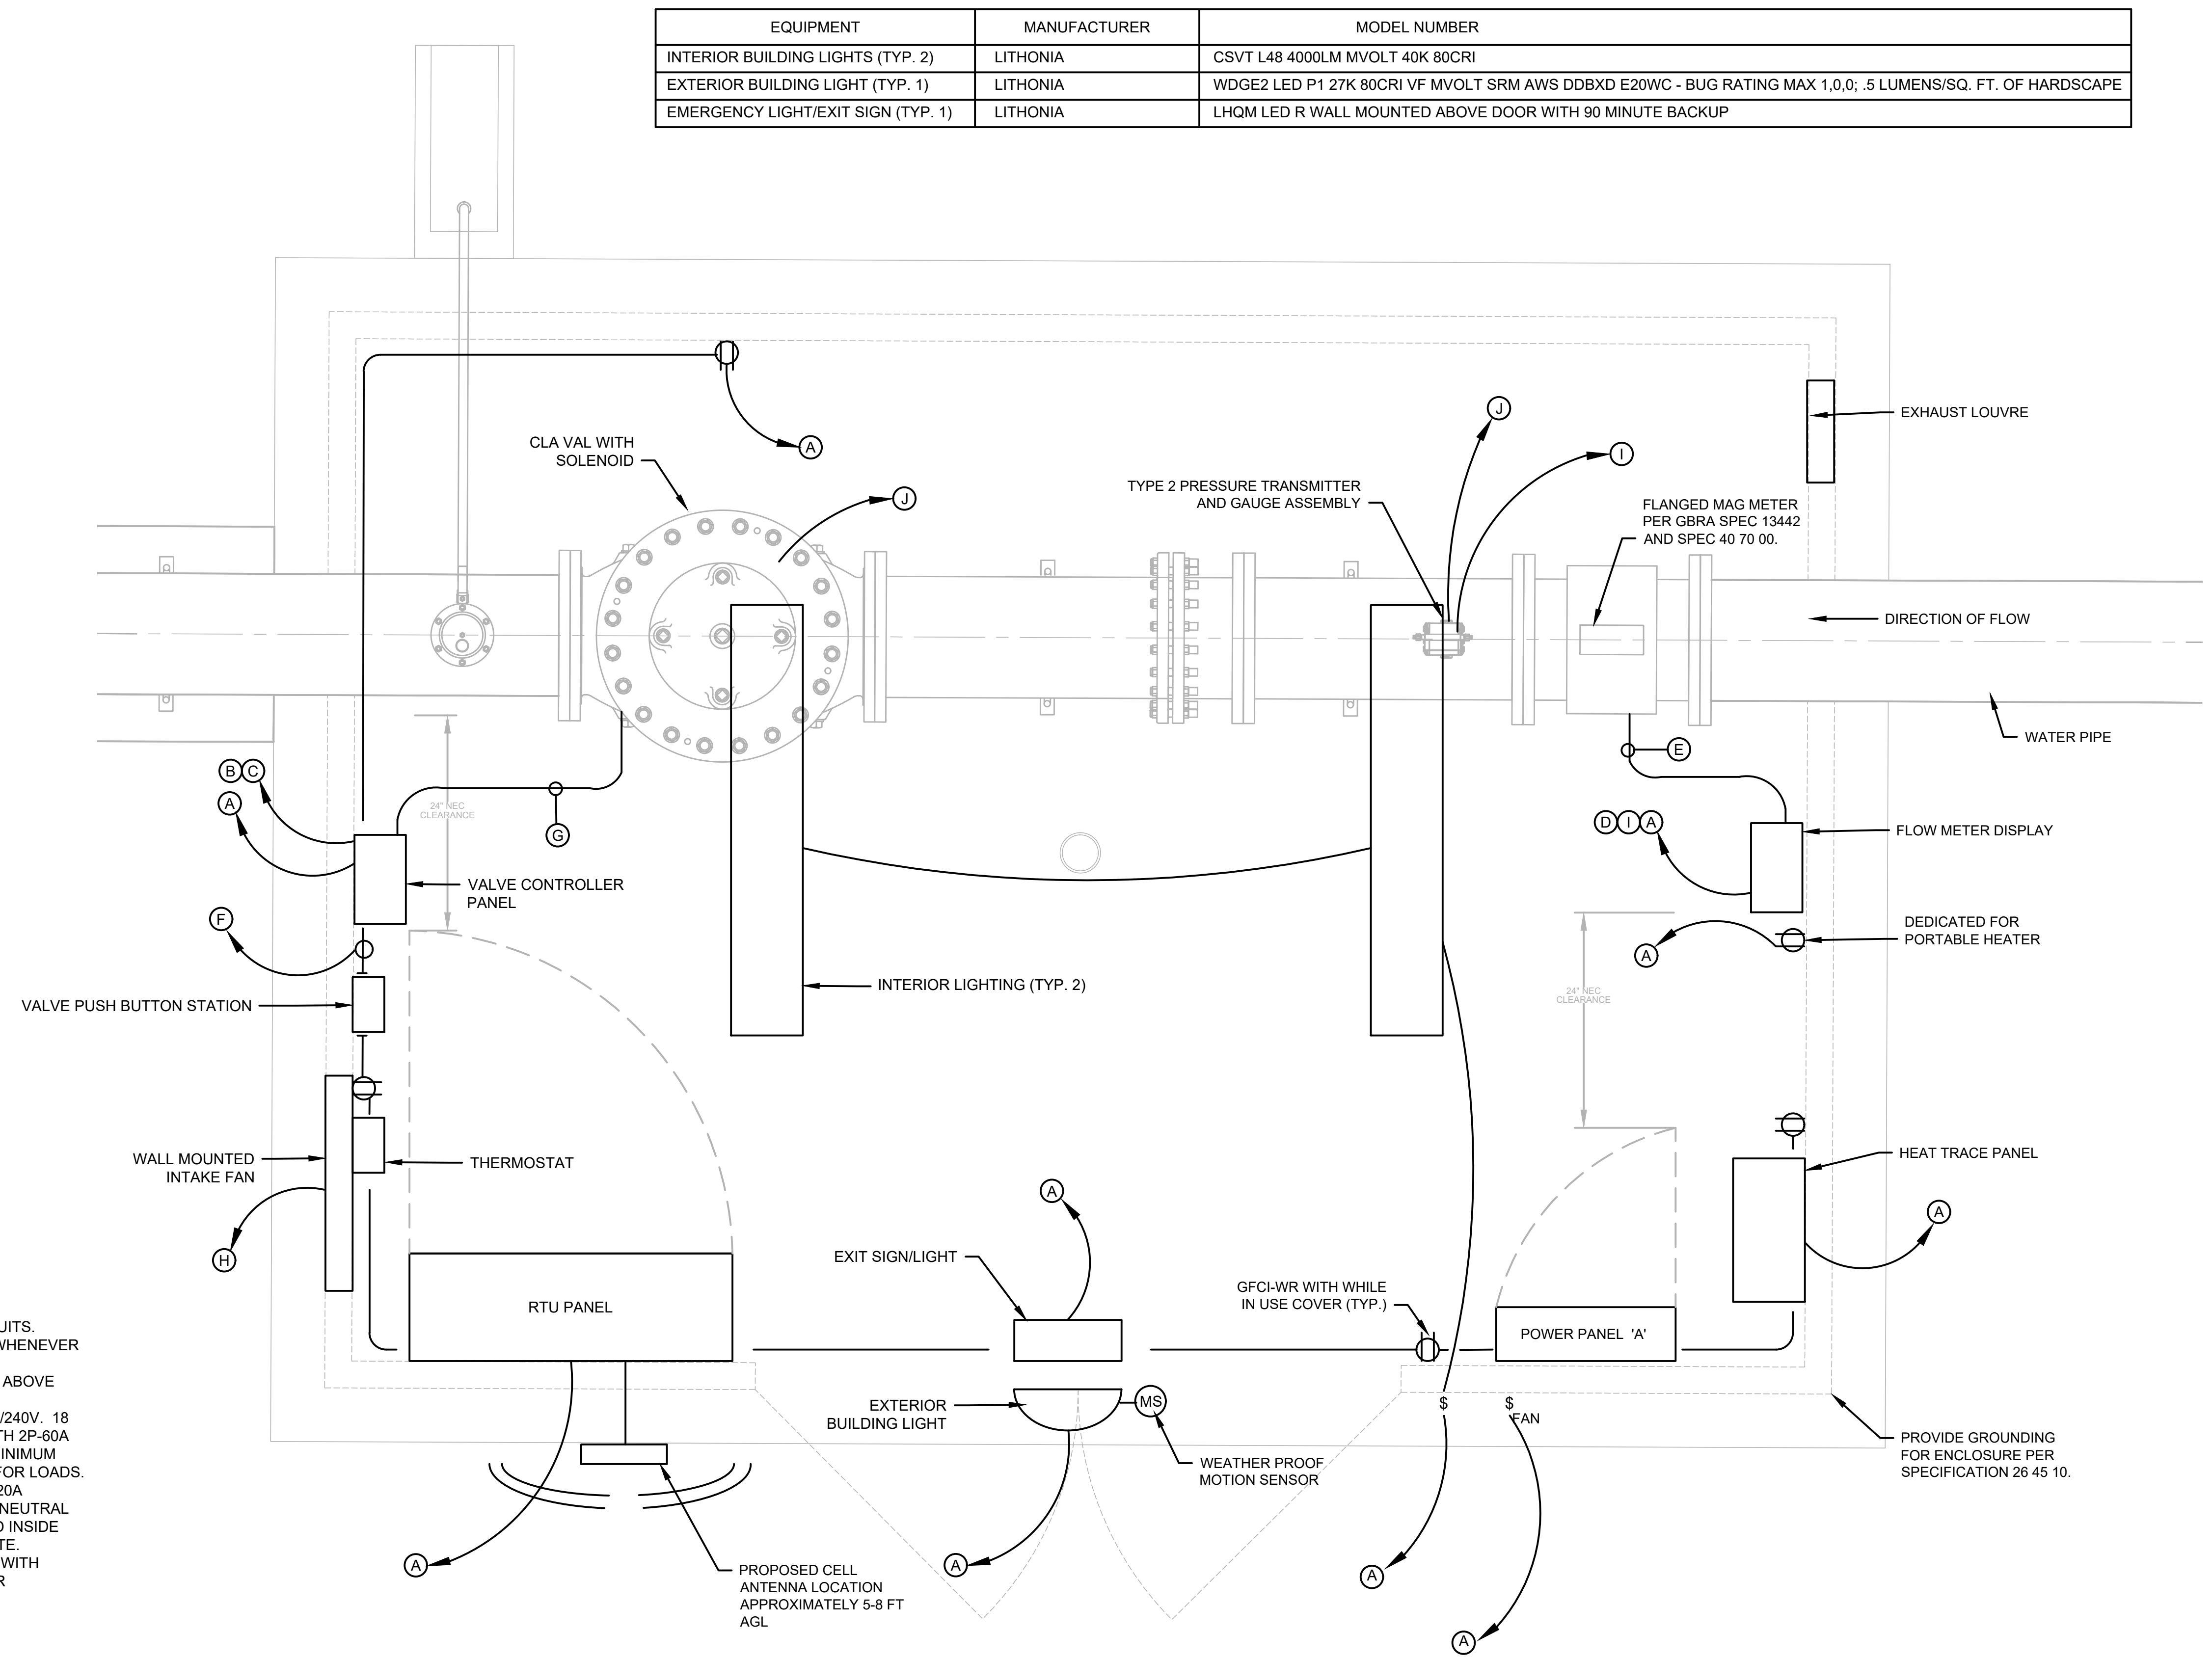 EQUIPMENT MANUFACTURER MODEL NUMBER
INTERIOR BUILDING LIGHTS (TYP. 2) LITHONIA CSVT L48 4000LM MVOLT 40K 80CRI
EXTERIOR BUILDING LIGHT (TYP. 1) LITHONIA WDGE2 LED P1 27K 80CRI VF MVOLT SRM AWS DDBXD E20WC - BUG RATING MAX 1,0,0; .5 LUMENS/SQ. FT. OF HARDSCAPE
EMERGENCY LIGHT/EXIT SIGN (TYP. 1) LITHONIA LHQM LED R WALL MOUNTED ABOVE DOOR WITH 90 MINUTE BACKUP
A
CLA VAL WITH
SOLENOID
J
TYPE 2 PRESSURE TRANSMITTER
AND GAUGE ASSEMBLY
J
I
FLANGED MAG METER
PER GBRA SPEC 13442
AND SPEC 40 70 00.
EXHAUST LOUVRE
DIRECTION OF FLOW
WATER PIPE
E
B C
A
24" NEC
CLEARANCE
G
VALVE CONTROLLER
PANEL
D I A
FLOW METER DISPLAY
F
DEDICATED FOR
PORTABLE HEATER
A
VALVE PUSH BUTTON STATION
INTERIOR LIGHTING (TYP. 2)
24" NEC
CLEARANCE
WALL MOUNTED
INTAKE FAN
THERMOSTAT
H
HEAT TRACE PANEL
A
A
EXIT SIGN/LIGHT
RTU PANEL
GFCI-WR WITH WHILE
IN USE COVER (TYP.)
POWER PANEL 'A'
EXTERIOR
BUILDING LIGHT
MS
WEATHER PROOF
MOTION SENSOR
$
$
FAN
PROVIDE GROUNDING
FOR ENCLOSURE PER
SPECIFICATION 26 45 10.
A
PROPOSED CELL
ANTENNA LOCATION
APPROXIMATELY 5-8 FT
AGL
A
A
A
UITS.
WHENEVER
ABOVE
/240V. 18
TH 2P-60A
INIMUM
FOR LOADS.
20A
NEUTRAL
D INSIDE
TE.
WITH
R